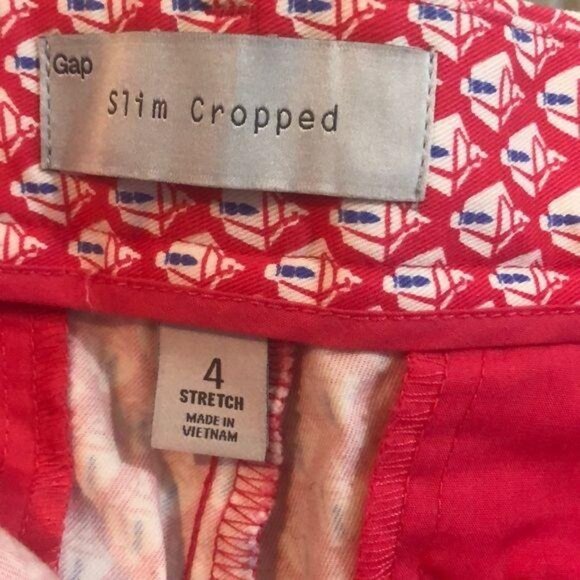 Gap
Slim Cropped
4
STRETCH
MADE IN
VIETNAM